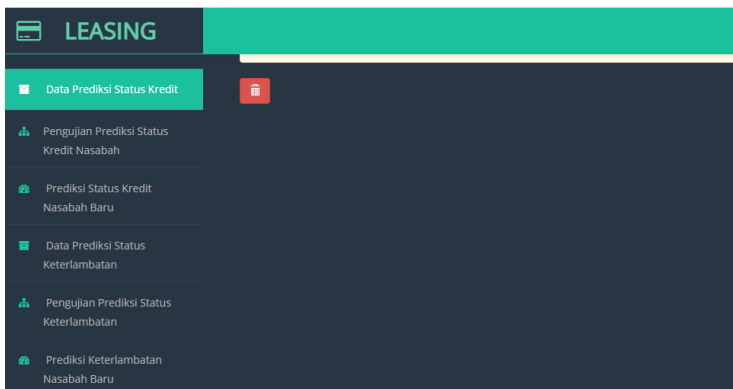 LEASING
Data Prediksi Status Kredit
Pengujian Prediksi Status
Kredit Nasabah
Prediksi Status Kredit
Nasabah Baru
Data Prediksi Status
Keterlambatan
Pengujian Prediksi Status
Keterlambatan
Prediksi Keterlambatan
Nasabah Baru